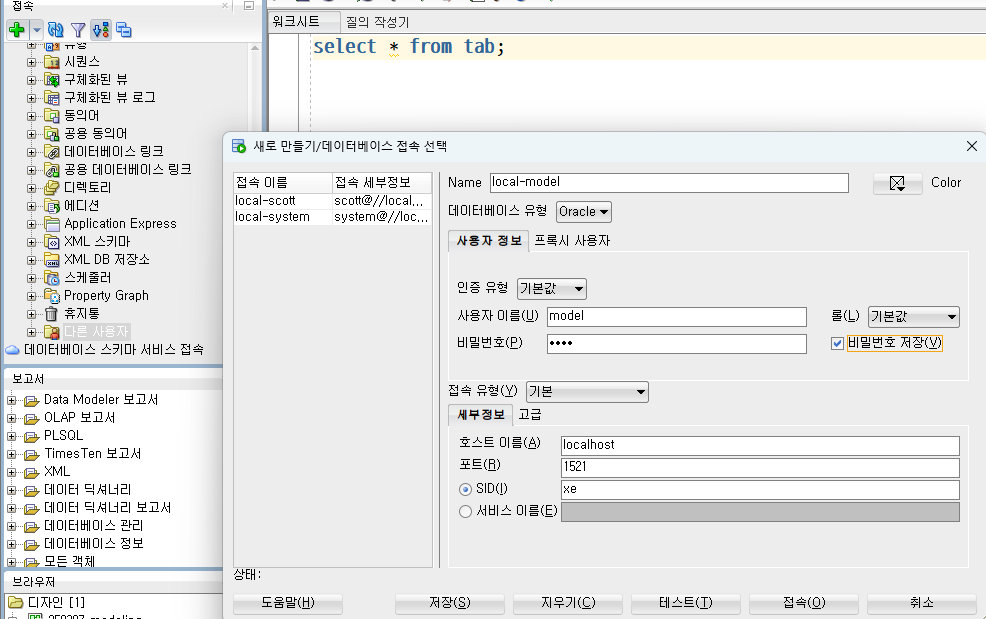 접속
유형
시퀀스
구체화된 뷰
구체화된 뷰 로그
동의어
공용 동의어
데이터베이스 링크
공용 데이터베이스 링크
디렉토리
에디션
Application Express
XML 스키마
XML DB 저장소
스케줄러
Property Graph
휴지통
다른 사용자
데이터베이스 스키마 서비스 접속
보고서
Data Modeler 보고서
OLAP 보고서
PLSQL
TimesTen 보고서
XML
데이터 딕셔너리
데이터 딕셔너리 보고서
데이터베이스 관리
데이터베이스 정보
모든 객체
브라우저
디자인 [1]
워크시트 질의 작성기
select * from tab;
새로 만들기/데이터베이스 접속 선택
접속 이름 접속 세부정보
local-scott scott@//local...
local-system system@//loc...
Name local-model Color
데이터베이스 유형 Oracle
사용자 정보 프록시 사용자
인증 유형 기본값
사용자 이름(U) model 롤(L) 기본값
비밀번호(P) •••• 비밀번호 저장(V)
접속 유형(Y) 기본
세부정보 고급
호스트 이름(A) localhost
포트(R) 1521
SID(I) xe
서비스 이름(E)
상태:
도움말(H) 저장(S) 지우기(C) 테스트(T) 접속(O) 취소